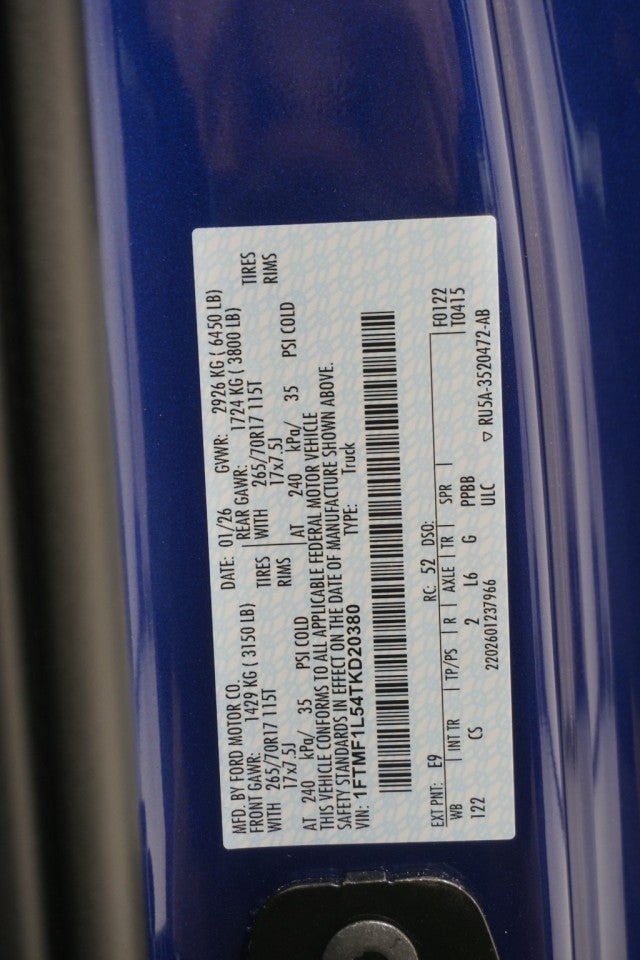 MFD. BY FORD MOTOR CO.
DATE: 01/26 GVWR: 2926 KG ( 6450 LB)
FRONT GAWR: 1429 KG ( 3150 LB) REAR GAWR: 1724 KG ( 3800 LB)
WITH 265/70R17 115T TIRES WITH 265/70R17 115T TIRES
17x7.5J RIMS 17x7.5J RIMS
AT 240 kPa/ 35 PSI COLD AT 240 kPa/ 35 PSI COLD
THIS VEHICLE CONFORMS TO ALL APPLICABLE FEDERAL MOTOR VEHICLE
SAFETY STANDARDS IN EFFECT ON THE DATE OF MANUFACTURE SHOWN ABOVE.
VIN: 1FTMF1L54TKD20380 TYPE: Truck
F0122
EXT PNT: E9 RC: 52 DSO: T0415
WB INT TR TP/PS R AXLE TR SPR
122 CS 2 L6 G PPBB
ULC
2202601237966 ▽ RU5A-3520472-AB